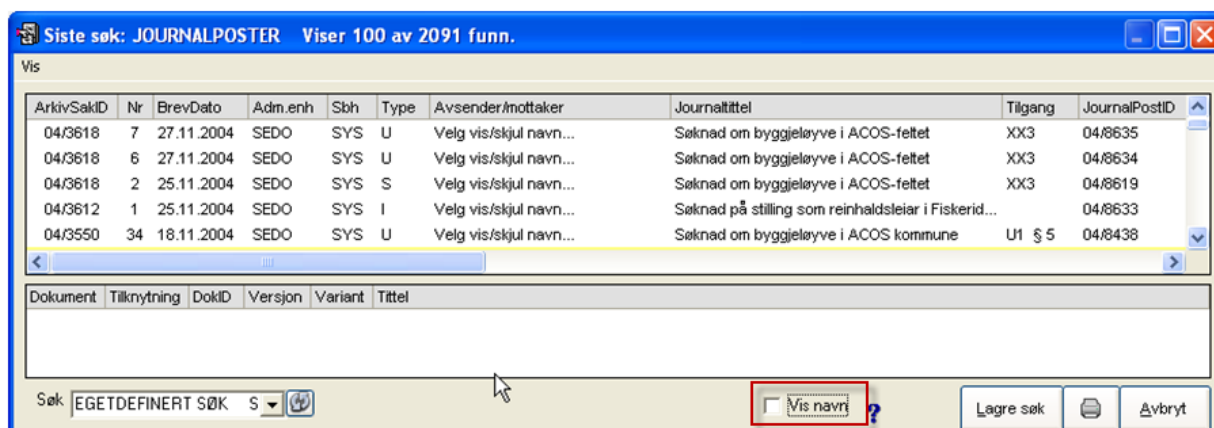 Siste søk: JOURNALPOSTER Viser 100 av 2091 funn.
Vis
ArkivSakID Nr BrevDato Adm.enh Sbh Type Avsender/mottaker Journaltittel Tilgang JournalPostID
04/3618 7 27.11.2004 SEDO SYS U Velg vis/skjul navn... Søknad om byggjeløyve i ACOS-feltet XX3 04/8635
04/3618 6 27.11.2004 SEDO SYS U Velg vis/skjul navn... Søknad om byggjeløyve i ACOS-feltet XX3 04/8634
04/3618 2 25.11.2004 SEDO SYS S Velg vis/skjul navn... Søknad om byggjeløyve i ACOS-feltet XX3 04/8619
04/3612 1 25.11.2004 SEDO SYS I Velg vis/skjul navn... Søknad på stilling som reinhaldsleiar i Fiskerid... 04/8633
04/3550 34 18.11.2004 SEDO SYS U Velg vis/skjul navn... Søknad om byggjeløyve i ACOS kommune U1 § 5 04/8438
Dokument Tilknytning DokID Versjon Variant Tittel
Søk EGETDEFINERT SØK S Vis navn ? Lagre søk Avbryt